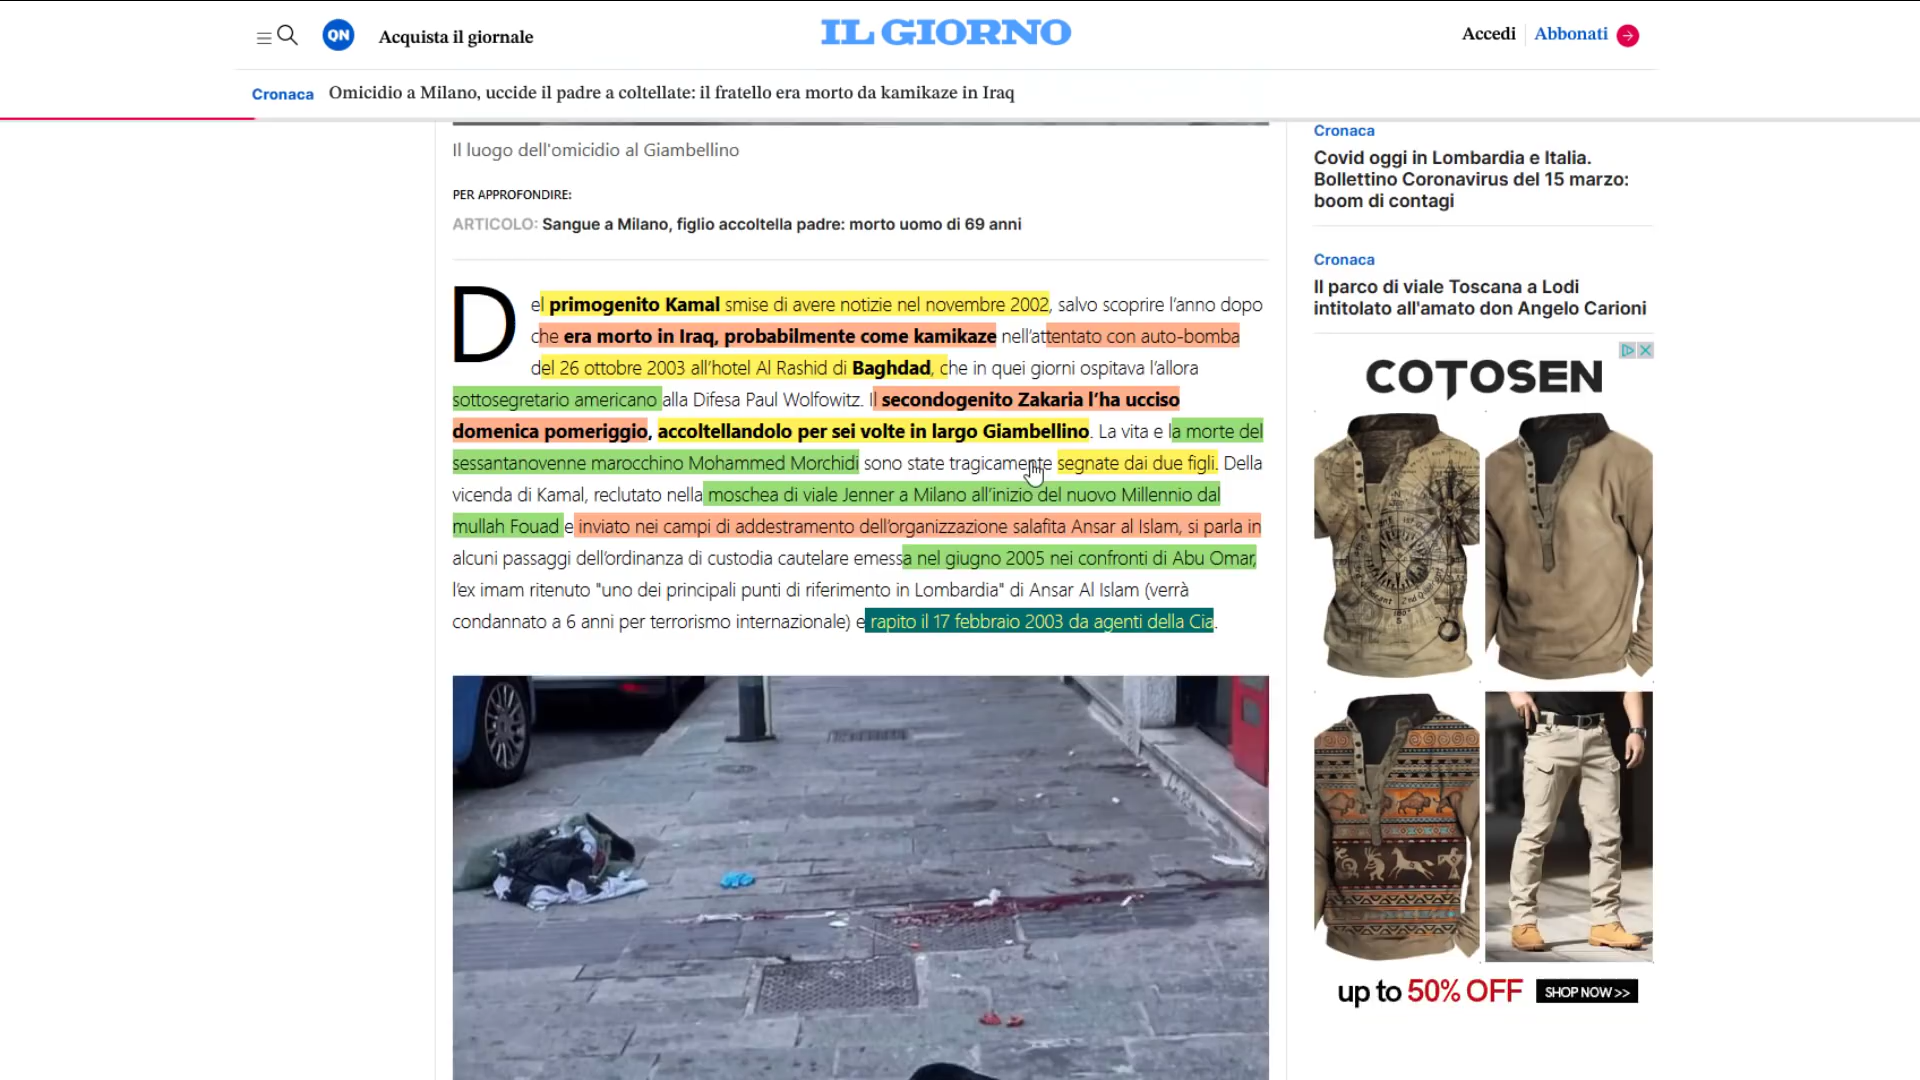 QN
Acquista il giornale
IL GIORNO
Accedi
Abbonati
Cronaca
Omicidio a Milano, uccide il padre a coltellate: il fratello era morto da kamikaze in Iraq
Il luogo dell'omicidio al Giambellino
PER APPROFONDIRE:
ARTICOLO: Sangue a Milano, figlio accoltella padre: morto uomo di 69 anni
Del primogenito Kamal smise di avere notizie nel novembre 2002, salvo scoprire l'anno dopo
che era morto in Iraq, probabilmente come kamikaze nell'attentato con auto-bomba
del 26 ottobre 2003 all'hotel Al Rashid di Baghdad, che in quei giorni ospitava l'allora
sottosegretario americano alla Difesa Paul Wolfowitz. Il secondogenito Zakaria l'ha ucciso
domenica pomeriggio, accoltellandolo per sei volte in largo Giambellino. La vita e la morte del
sessantanovenne marocchino Mohammed Morchidi sono state tragicamente segnate dai due figli. Della
vicenda di Kamal, reclutato nella moschea di viale Jenner a Milano all'inizio del nuovo Millennio dal
mullah Fouad e inviato nei campi di addestramento dell'organizzazione salafita Ansar al Islam, si parla in
alcuni passaggi dell'ordinanza di custodia cautelare emessa nel giugno 2005 nei confronti di Abu Omar,
l'ex imam ritenuto "uno dei principali punti di riferimento in Lombardia" di Ansar Al Islam (verrà
condannato a 6 anni per terrorismo internazionale) e rapito il 17 febbraio 2003 da agenti della Cia.
Cronaca
Covid oggi in Lombardia e Italia.
Bollettino Coronavirus del 15 marzo:
boom di contagi
Cronaca
Il parco di viale Toscana a Lodi
intitolato all'amato don Angelo Carioni
COTOSEN
up to 50% OFF
SHOP NOW >>